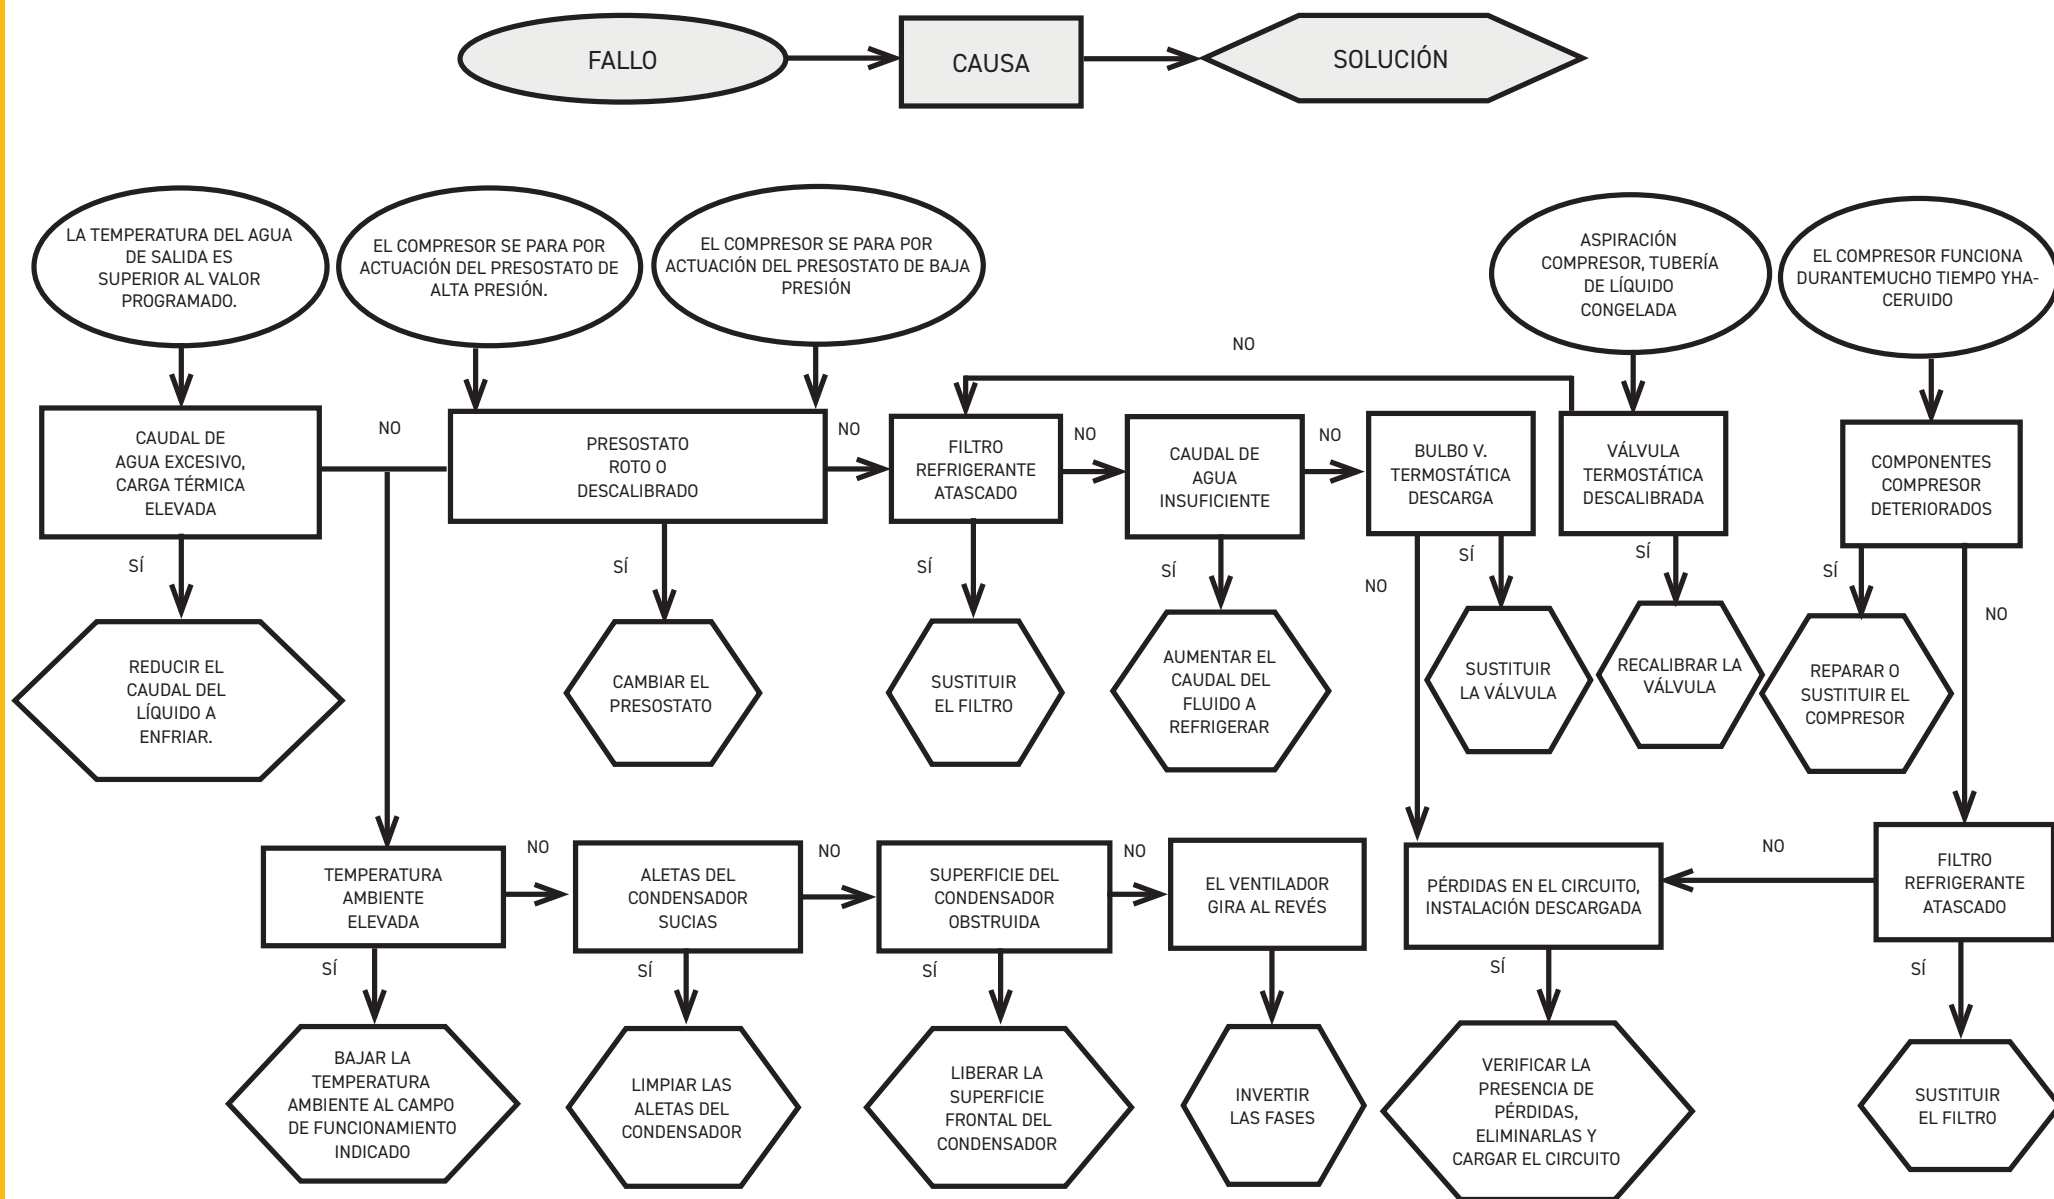 FALLO
CAUSA
SOLUCIÓN
LA TEMPERATURA DEL AGUA
DE SALIDA ES
SUPERIOR AL VALOR
PROGRAMADO.
EL COMPRESOR SE PARA POR
ACTUACIÓN DEL PRESOSTATO DE
ALTA PRESIÓN.
EL COMPRESOR SE PARA POR
ACTUACIÓN DEL PRESOSTATO DE BAJA
PRESIÓN
ASPIRACIÓN
COMPRESOR, TUBERÍA
DE LÍQUIDO
CONGELADA
EL COMPRESOR FUNCIONA
DURANTEMUCHO TIEMPO YHA-
CERUIDO
NO
CAUDAL DE
AGUA EXCESIVO,
CARGA TÉRMICA
ELEVADA
NO
PRESOSTATO
ROTO O
DESCALIBRADO
NO
FILTRO
REFRIGERANTE
ATASCADO
NO
CAUDAL DE
AGUA
INSUFICIENTE
NO
BULBO V.
TERMOSTÁTICA
DESCARGA
VÁLVULA
TERMOSTÁTICA
DESCALIBRADA
COMPONENTES
COMPRESOR
DETERIORADOS
SÍ
SÍ
SÍ
SÍ
NO
SÍ
SÍ
SÍ
NO
REDUCIR EL
CAUDAL DEL
LÍQUIDO A
ENFRIAR.
CAMBIAR EL
PRESOSTATO
SUSTITUIR
EL FILTRO
AUMENTAR EL
CAUDAL DEL
FLUIDO A
REFRIGERAR
SUSTITUIR
LA VÁLVULA
RECALIBRAR LA
VÁLVULA
REPARAR O
SUSTITUIR EL
COMPRESOR
TEMPERATURA
AMBIENTE
ELEVADA
NO
ALETAS DEL
CONDENSADOR
SUCIAS
NO
SUPERFICIE DEL
CONDENSADOR
OBSTRUIDA
NO
EL VENTILADOR
GIRA AL REVÉS
PÉRDIDAS EN EL CIRCUITO,
INSTALACIÓN DESCARGADA
NO
FILTRO
REFRIGERANTE
ATASCADO
SÍ
SÍ
SÍ
SÍ
SÍ
BAJAR LA
TEMPERATURA
AMBIENTE AL CAMPO
DE FUNCIONAMIENTO
INDICADO
LIMPIAR LAS
ALETAS DEL
CONDENSADOR
LIBERAR LA
SUPERFICIE
FRONTAL DEL
CONDENSADOR
INVERTIR
LAS FASES
VERIFICAR LA
PRESENCIA DE
PÉRDIDAS,
ELIMINARLAS Y
CARGAR EL CIRCUITO
SUSTITUIR
EL FILTRO